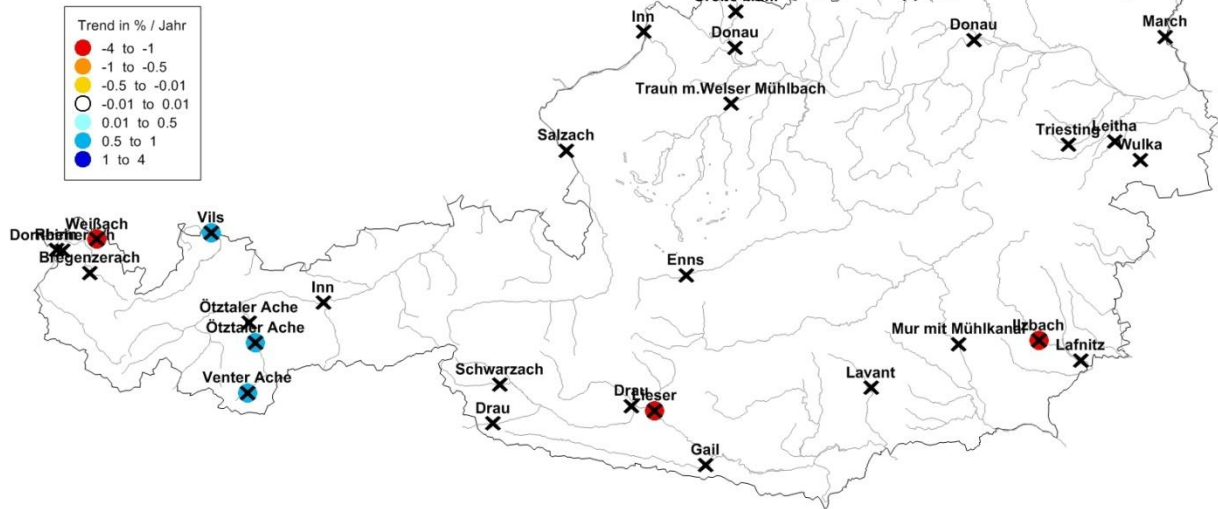 Trend in % / Jahr
-4 to -1
-1 to -0.5
-0.5 to -0.01
-0.01 to 0.01
0.01 to 0.5
0.5 to 1
1 to 4
Inn
Donau
Donau
March
Traun m.Welser Mühlbach
Salzach
Triesting
Leitha
Wulka
Vils
Weißach
Bregenzerach
Enns
Inn
Ötztaler Ache
Ötztaler Ache
Venter Ache
Mur mit Mühlkanal
Ilzbach
Lafnitz
Schwarzach
Drau
Lieser
Lavant
Drau
Gail